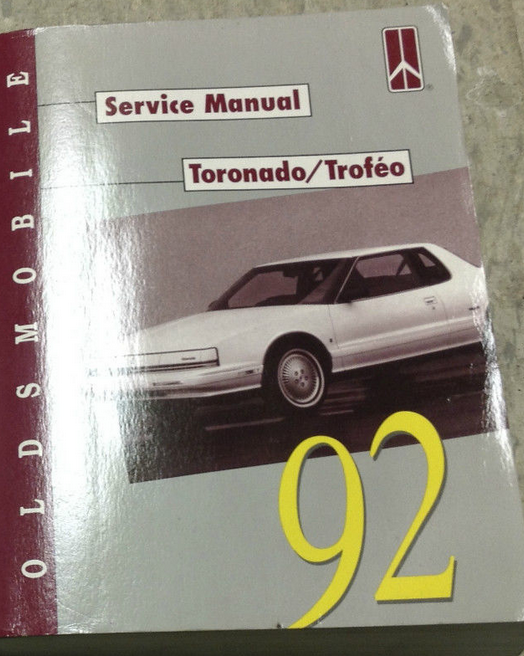 OLDSMOBILE
Service Manual
Toronado/Troféo
92